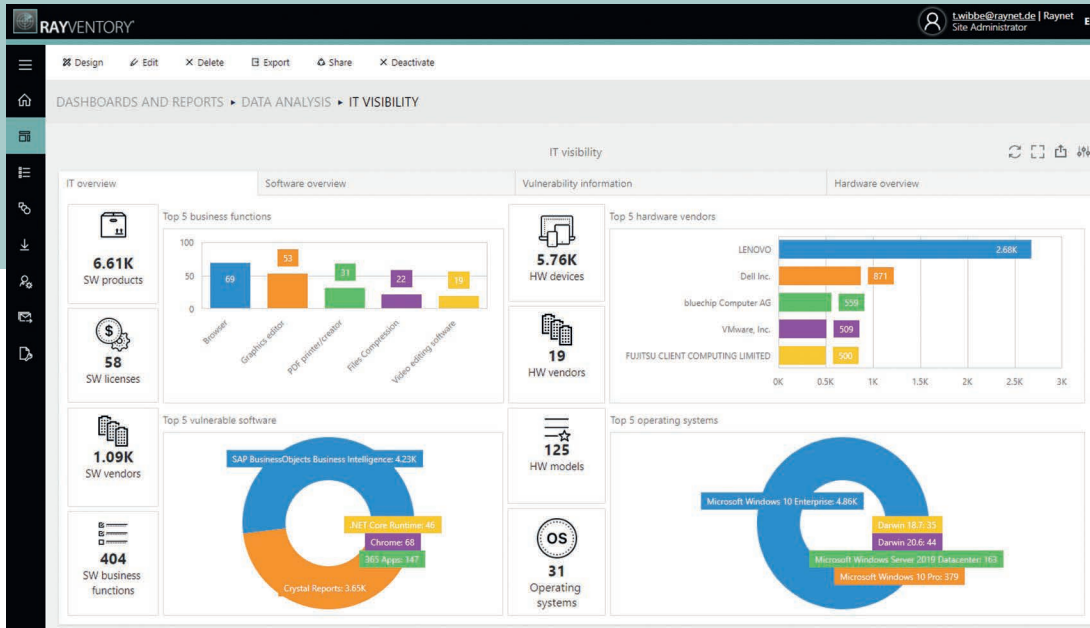 RAYVENTORY
t.wibbe@raynet.de | Raynet
Site Administrator
E
Design Edit Delete Export Share Deactivate
DASHBOARDS AND REPORTS ▸ DATA ANALYSIS ▸ IT VISIBILITY
IT visibility
IT overview Software overview Vulnerability information Hardware overview
6.61K
SW products
58
SW licenses
1.09K
SW vendors
404
SW business
functions
Top 5 business functions
100
50
0
69
53
31
22
19
Browser
Graphics editor
PDF printer/creator
Files Compression
Video editing software
Top 5 vulnerable software
SAP BusinessObjects Business Intelligence: 4.23K
.NET Core Runtime: 46
Chrome: 68
365 Apps: 147
Crystal Reports: 3.65K
5.76K
HW devices
19
HW vendors
125
HW models
OS
31
Operating
systems
Top 5 hardware vendors
LENOVO 2.68K
Dell Inc. 871
bluechip Computer AG 559
VMware, Inc. 509
FUJITSU CLIENT COMPUTING LIMITED 500
0K 0.5K 1K 1.5K 2K 2.5K 3K
Top 5 operating systems
Microsoft Windows 10 Enterprise: 4.86K
Darwin 18.7: 35
Darwin 20.6: 44
Microsoft Windows Server 2019 Datacenter: 163
Microsoft Windows 10 Pro: 379